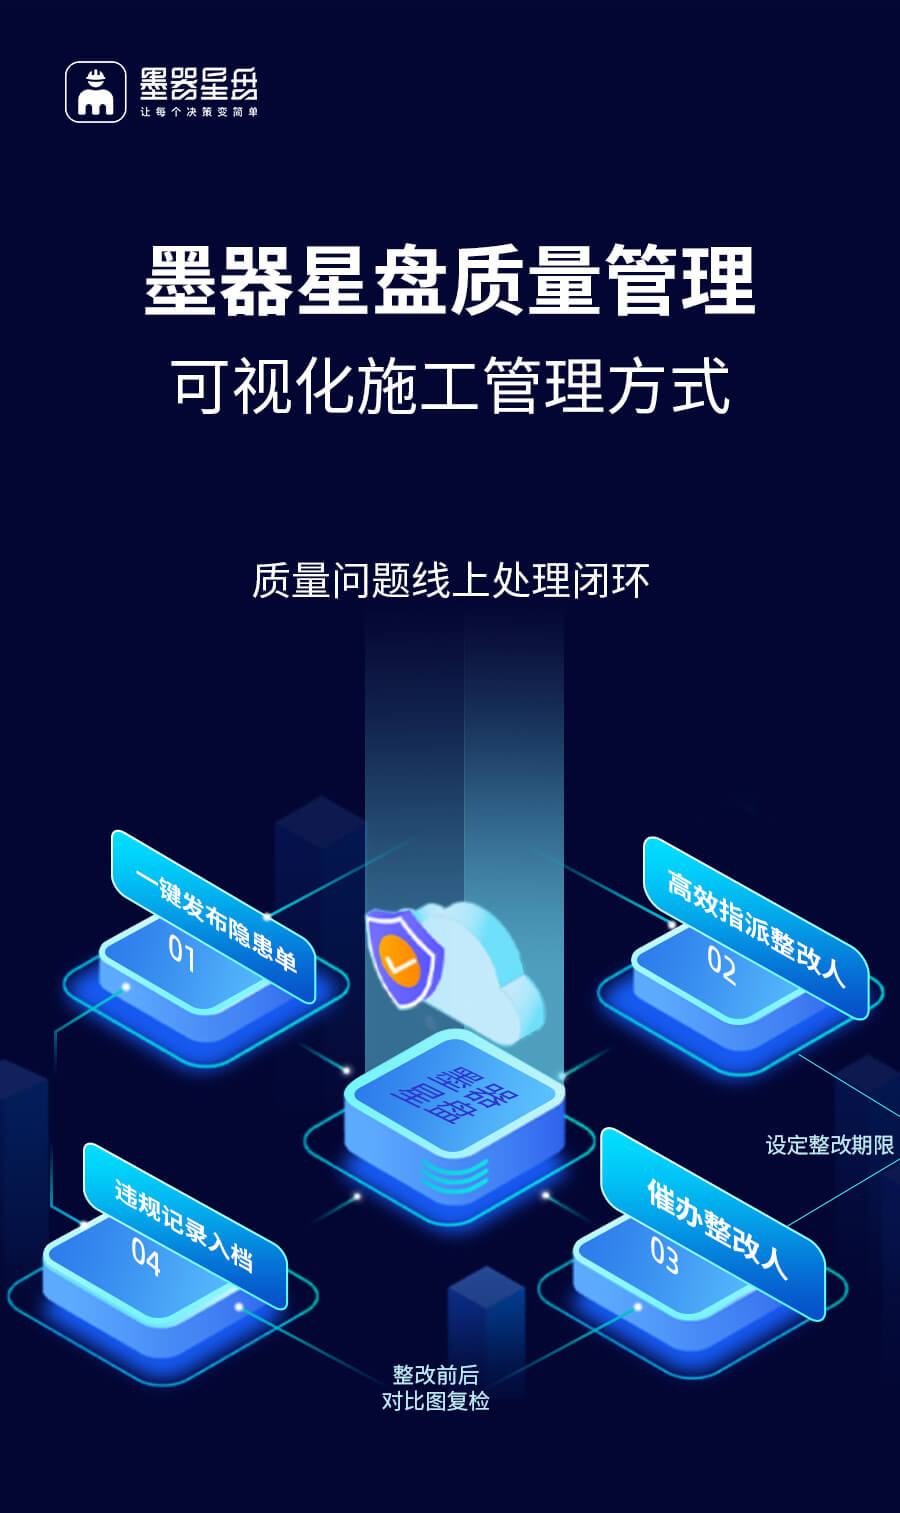 墨器星盘
让每个决策变简单
墨器星盘质量管理
可视化施工管理方式
质量问题线上处理闭环
一键发布隐患单
01
高效指派整改人
02
墨器
星盘
设定整改期限
违规记录入档
04
催办整改人
03
整改前后
对比图复检